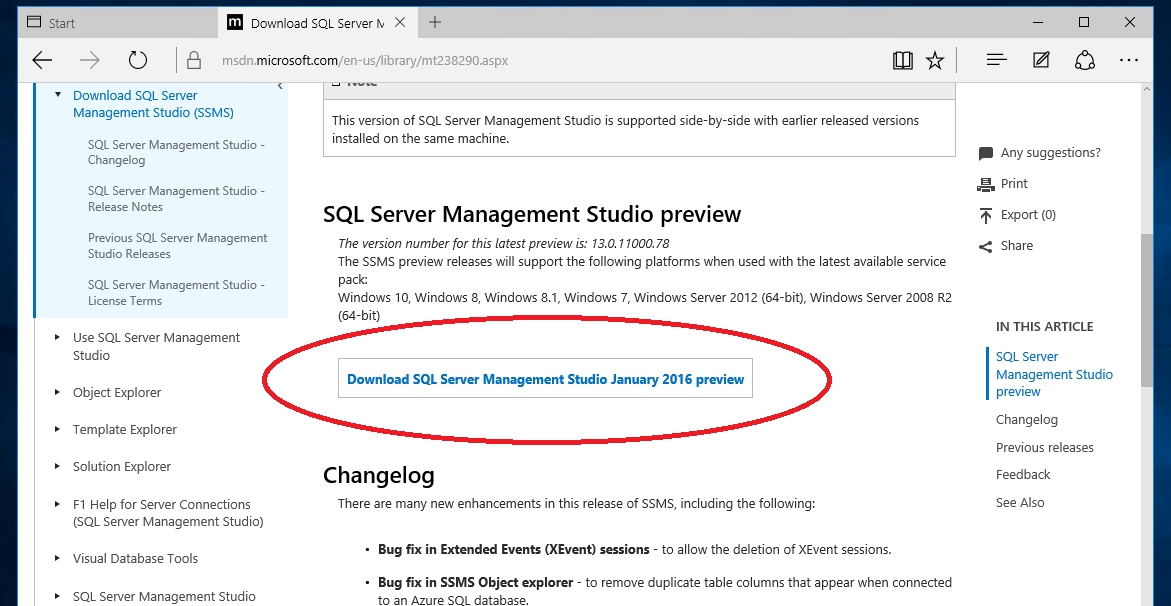 Start
m Download SQL Server M
msdn.microsoft.com/en-us/library/mt238290.aspx
Download SQL Server
Management Studio (SSMS)
SQL Server Management Studio -
Changelog
SQL Server Management Studio -
Release Notes
Previous SQL Server Management
Studio Releases
SQL Server Management Studio -
License Terms
Use SQL Server Management
Studio
Object Explorer
Template Explorer
Solution Explorer
F1 Help for Server Connections
(SQL Server Management Studio)
Visual Database Tools
SQL Server Management Studio
Note
This version of SQL Server Management Studio is supported side-by-side with earlier released versions
installed on the same machine.
SQL Server Management Studio preview
The version number for this latest preview is: 13.0.11000.78
The SSMS preview releases will support the following platforms when used with the latest available service
pack:
Windows 10, Windows 8, Windows 8.1, Windows 7, Windows Server 2012 (64-bit), Windows Server 2008 R2
(64-bit)
Download SQL Server Management Studio January 2016 preview
Changelog
There are many new enhancements in this release of SSMS, including the following:
• Bug fix in Extended Events (XEvent) sessions - to allow the deletion of XEvent sessions.
• Bug fix in SSMS Object explorer - to remove duplicate table columns that appear when connected
to an Azure SQL database.
Any suggestions?
Print
Export (0)
Share
IN THIS ARTICLE
SQL Server
Management Studio
preview
Changelog
Previous releases
Feedback
See Also